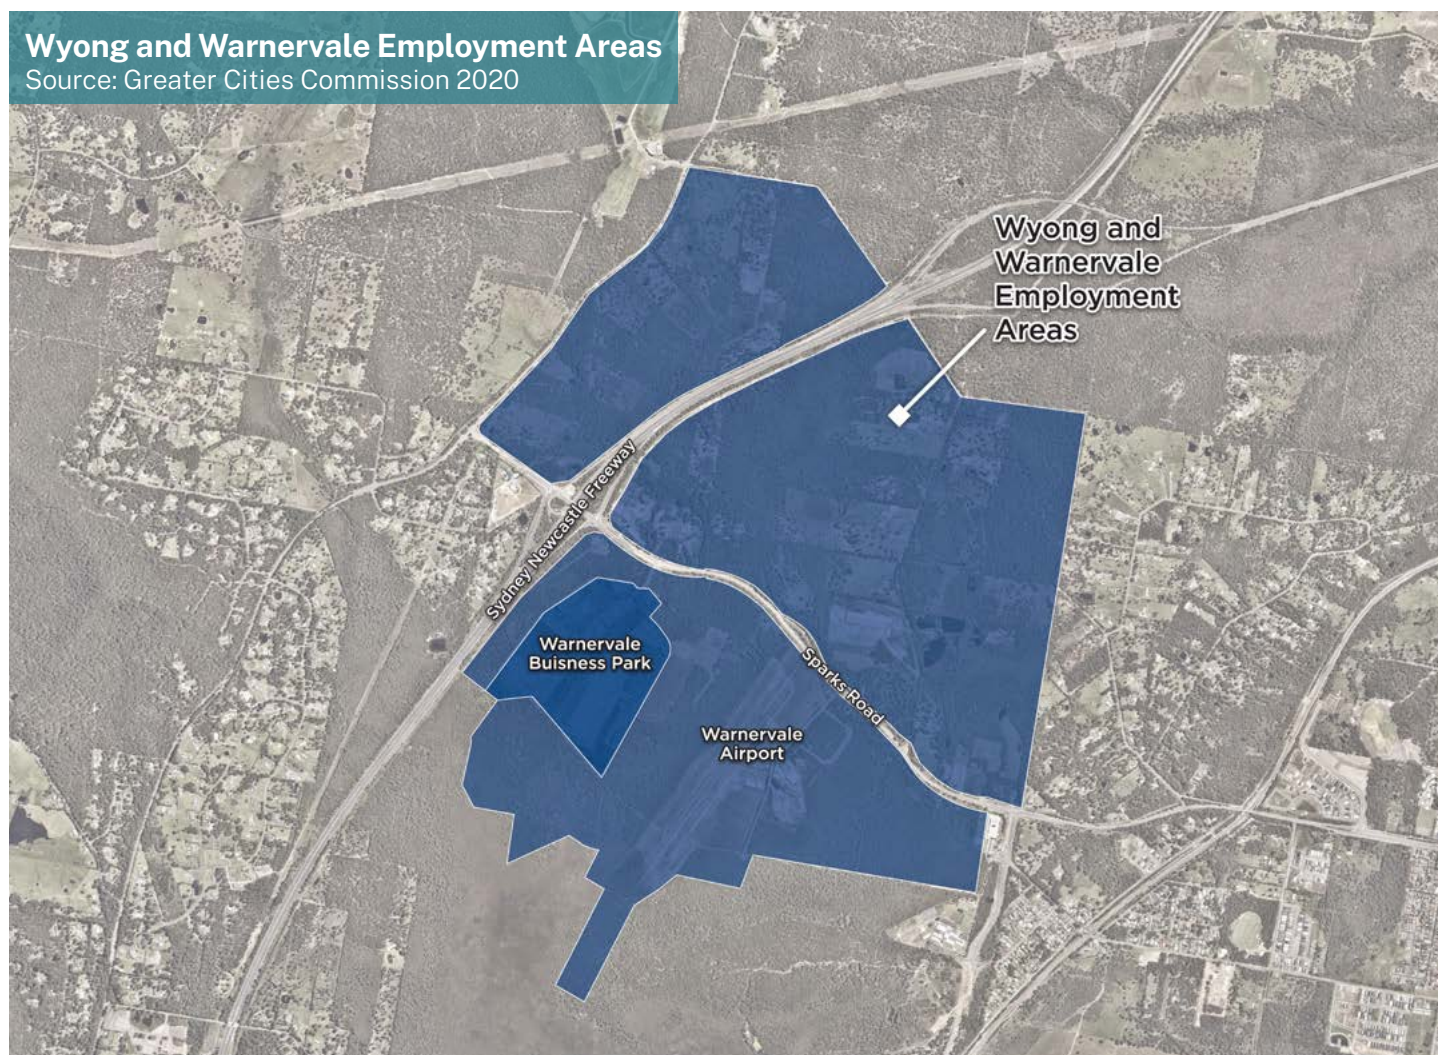 Wyong and Warnervale Employment Areas
Source: Greater Cities Commission 2020
Wyong and
Warnervale
Employment
Areas
Sydney Newcastle Freeway
Warnervale
Buisness Park
Sparks Road
Warnervale
Airport